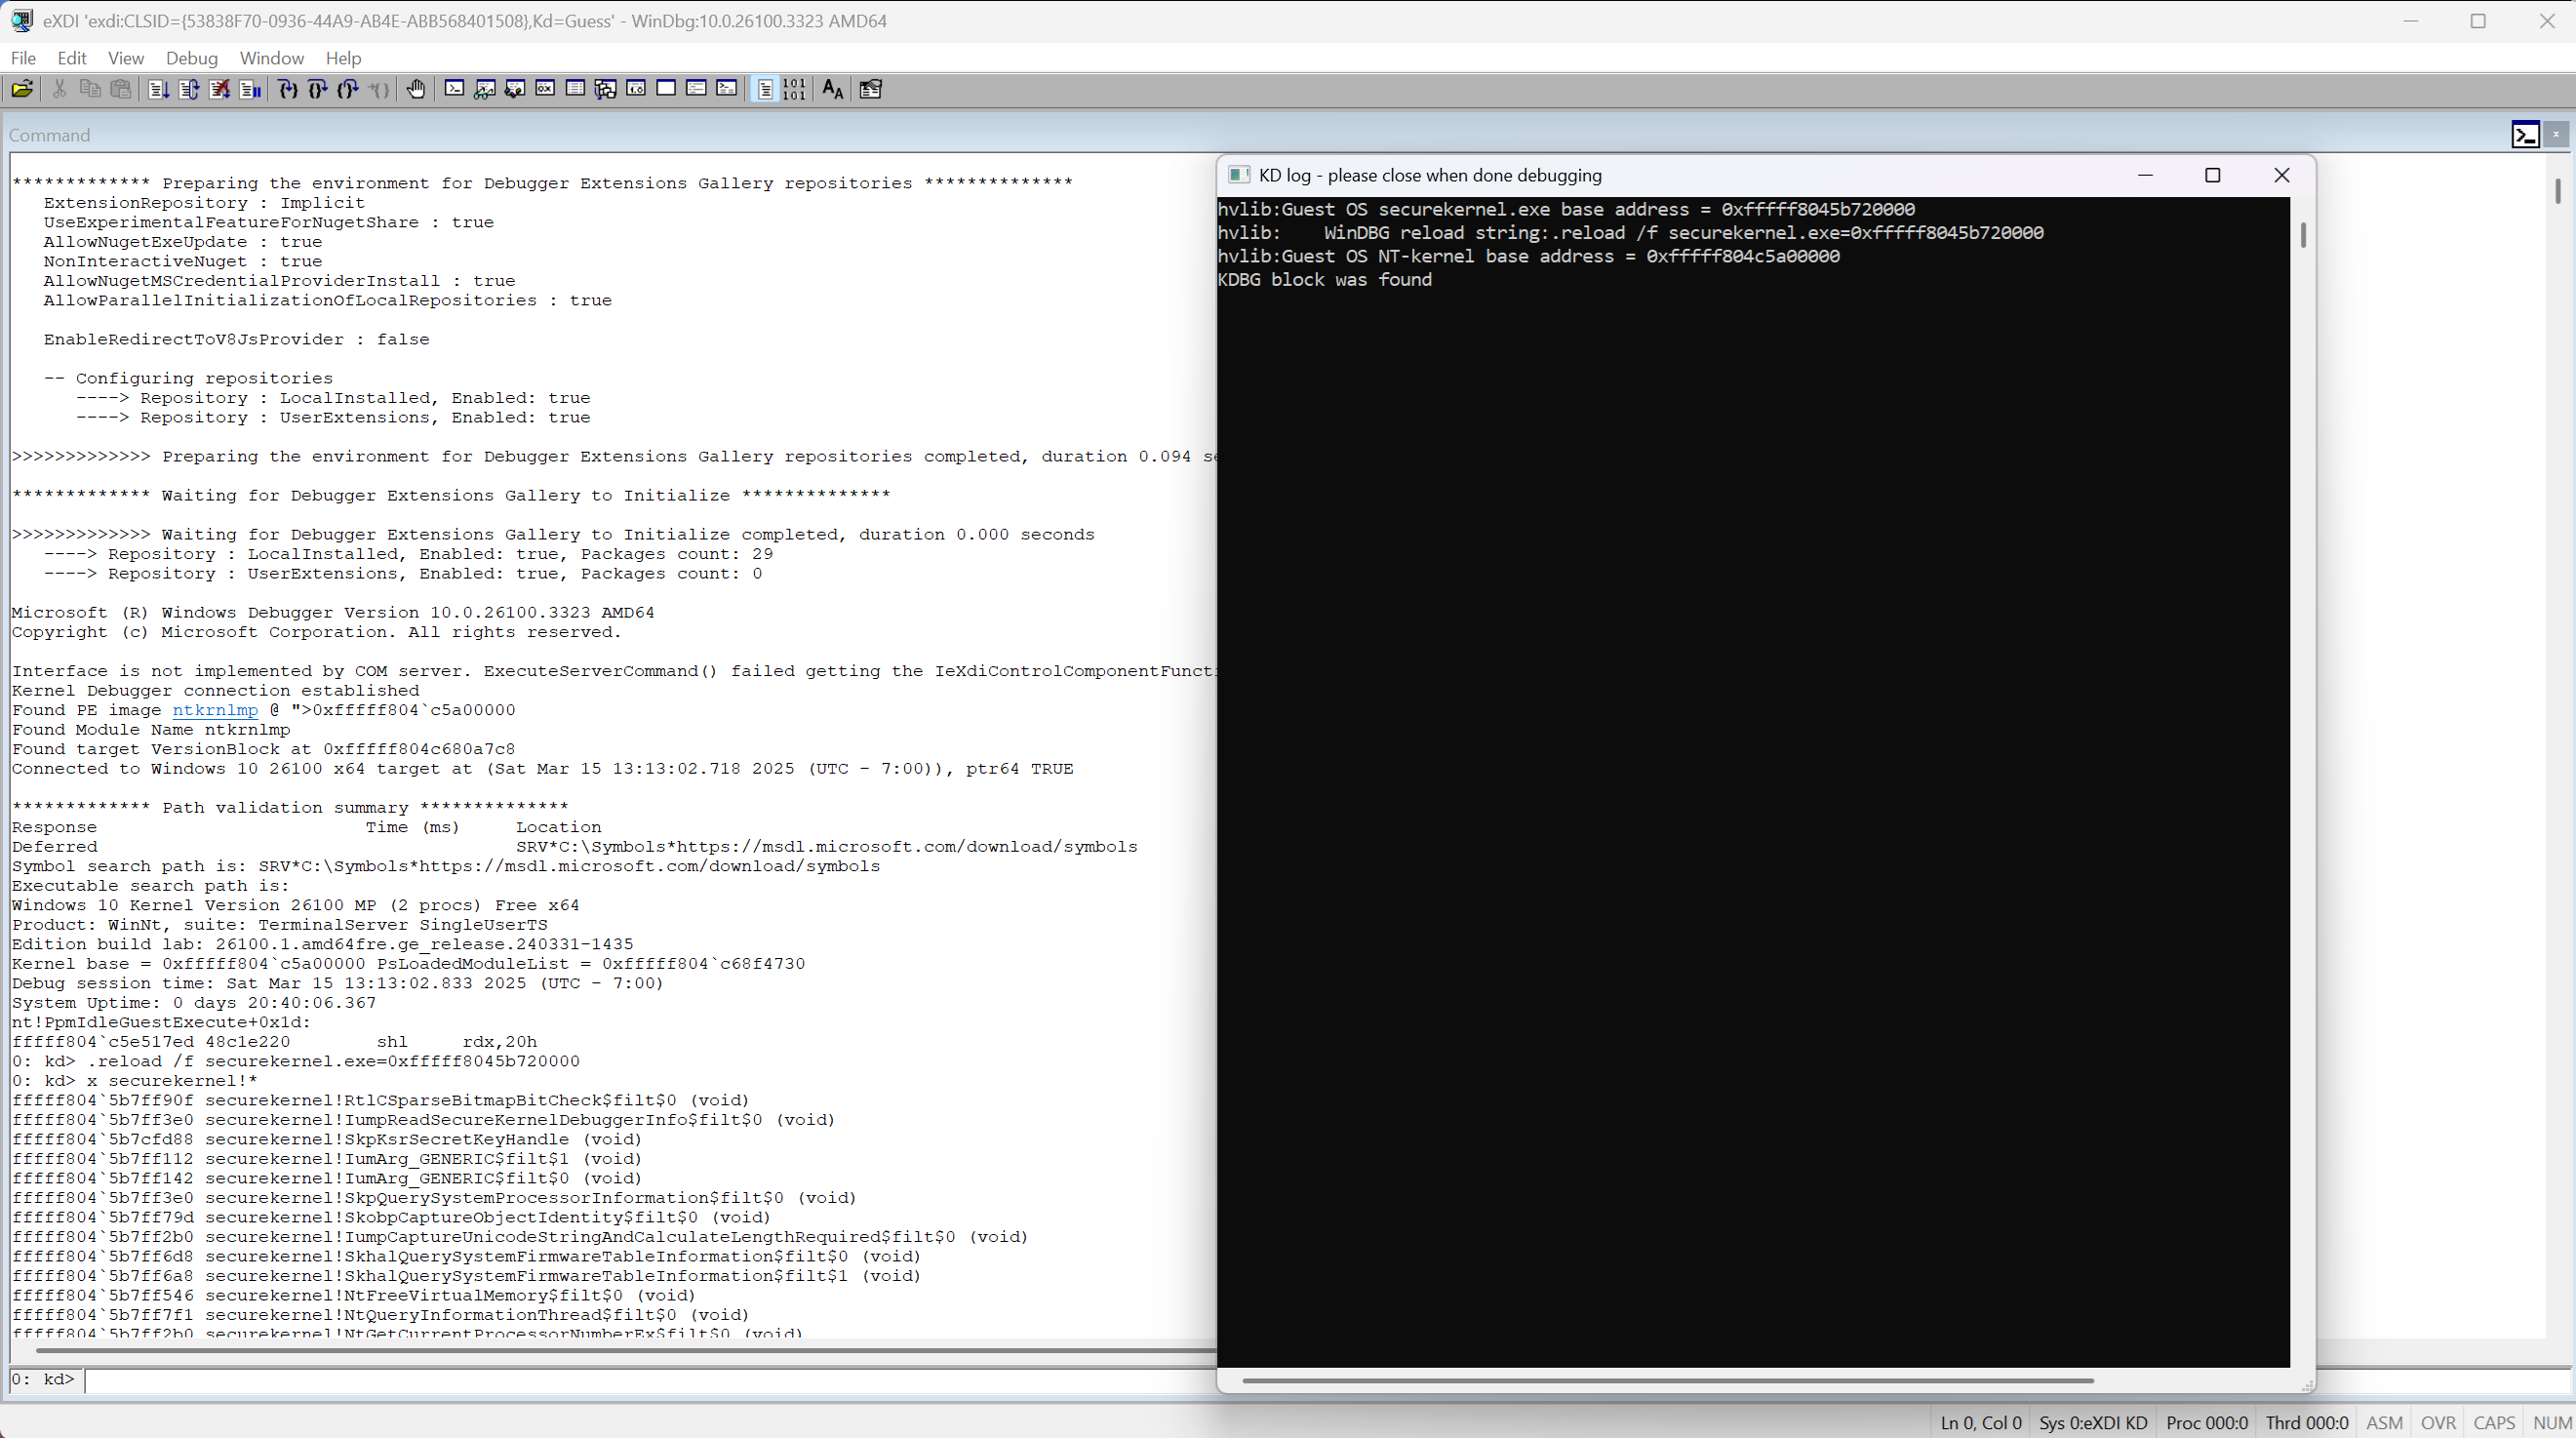 eXDI 'exdi:CLSID={53838F70-0936-44A9-AB4E-ABB568401508},Kd=Guess' - WinDbg:10.0.26100.3323 AMD64
File Edit View Debug Window Help
Command
************* Preparing the environment for Debugger Extensions Gallery repositories **************
ExtensionRepository : Implicit
UseExperimentalFeatureForNugetShare : true
AllowNugetExeUpdate : true
NonInteractiveNuget : true
AllowNugetMSCredentialProviderInstall : true
AllowParallelInitializationOfLocalRepositories : true
EnableRedirectToV8JsProvider : false
-- Configuring repositories
----> Repository : LocalInstalled, Enabled: true
----> Repository : UserExtensions, Enabled: true
>>>>>>>>>>>>> Preparing the environment for Debugger Extensions Gallery repositories completed, duration 0.094 se
************* Waiting for Debugger Extensions Gallery to Initialize **************
>>>>>>>>>>>>> Waiting for Debugger Extensions Gallery to Initialize completed, duration 0.000 seconds
----> Repository : LocalInstalled, Enabled: true, Packages count: 29
----> Repository : UserExtensions, Enabled: true, Packages count: 0
Microsoft (R) Windows Debugger Version 10.0.26100.3323 AMD64
Copyright (c) Microsoft Corporation. All rights reserved.
Interface is not implemented by COM server. ExecuteServerCommand() failed getting the IeXdiControlComponentFuncti
Kernel Debugger connection established
Found PE image ntkrnlmp @ ">0xfffff804`c5a00000
Found Module Name ntkrnlmp
Found target VersionBlock at 0xfffff804c680a7c8
Connected to Windows 10 26100 x64 target at (Sat Mar 15 13:13:02.718 2025 (UTC - 7:00)), ptr64 TRUE
************* Path validation summary **************
Response Time (ms) Location
Deferred SRV*C:\Symbols*https://msdl.microsoft.com/download/symbols
Symbol search path is: SRV*C:\Symbols*https://msdl.microsoft.com/download/symbols
Executable search path is:
Windows 10 Kernel Version 26100 MP (2 procs) Free x64
Product: WinNt, suite: TerminalServer SingleUserTS
Edition build lab: 26100.1.amd64fre.ge_release.240331-1435
Kernel base = 0xfffff804`c5a00000 PsLoadedModuleList = 0xfffff804`c68f4730
Debug session time: Sat Mar 15 13:13:02.833 2025 (UTC - 7:00)
System Uptime: 0 days 20:40:06.367
nt!PpmIdleGuestExecute+0x1d:
fffff804`c5e517ed 48c1e220 shl rdx,20h
0: kd> .reload /f securekernel.exe=0xfffff8045b720000
0: kd> x securekernel!*
fffff804`5b7ff90f securekernel!RtlCSparseBitmapBitCheck$filt$0 (void)
fffff804`5b7ff3e0 securekernel!IumpReadSecureKernelDebuggerInfo$filt$0 (void)
fffff804`5b7cfd88 securekernel!SkpKsrSecretKeyHandle (void)
fffff804`5b7ff112 securekernel!IumArg_GENERIC$filt$1 (void)
fffff804`5b7ff142 securekernel!IumArg_GENERIC$filt$0 (void)
fffff804`5b7ff3e0 securekernel!SkpQuerySystemProcessorInformation$filt$0 (void)
fffff804`5b7ff79d securekernel!SkobpCaptureObjectIdentity$filt$0 (void)
fffff804`5b7ff2b0 securekernel!IumpCaptureUnicodeStringAndCalculateLengthRequired$filt$0 (void)
fffff804`5b7ff6d8 securekernel!SkhalQuerySystemFirmwareTableInformation$filt$0 (void)
fffff804`5b7ff6a8 securekernel!SkhalQuerySystemFirmwareTableInformation$filt$1 (void)
fffff804`5b7ff546 securekernel!NtFreeVirtualMemory$filt$0 (void)
fffff804`5b7ff7f1 securekernel!NtQueryInformationThread$filt$0 (void)
fffff804`5b7ff2b0 securekernel!NtGetCurrentProcessorNumberEx$filt$0 (void)
0: kd>
KD log - please close when done debugging
hvlib:Guest OS securekernel.exe base address = 0xfffff8045b720000
hvlib: WinDBG reload string:.reload /f securekernel.exe=0xfffff8045b720000
hvlib:Guest OS NT-kernel base address = 0xfffff804c5a00000
KDBG block was found
Ln 0, Col 0 Sys 0:eXDI KD Proc 000:0 Thrd 000:0 ASM OVR CAPS NUM